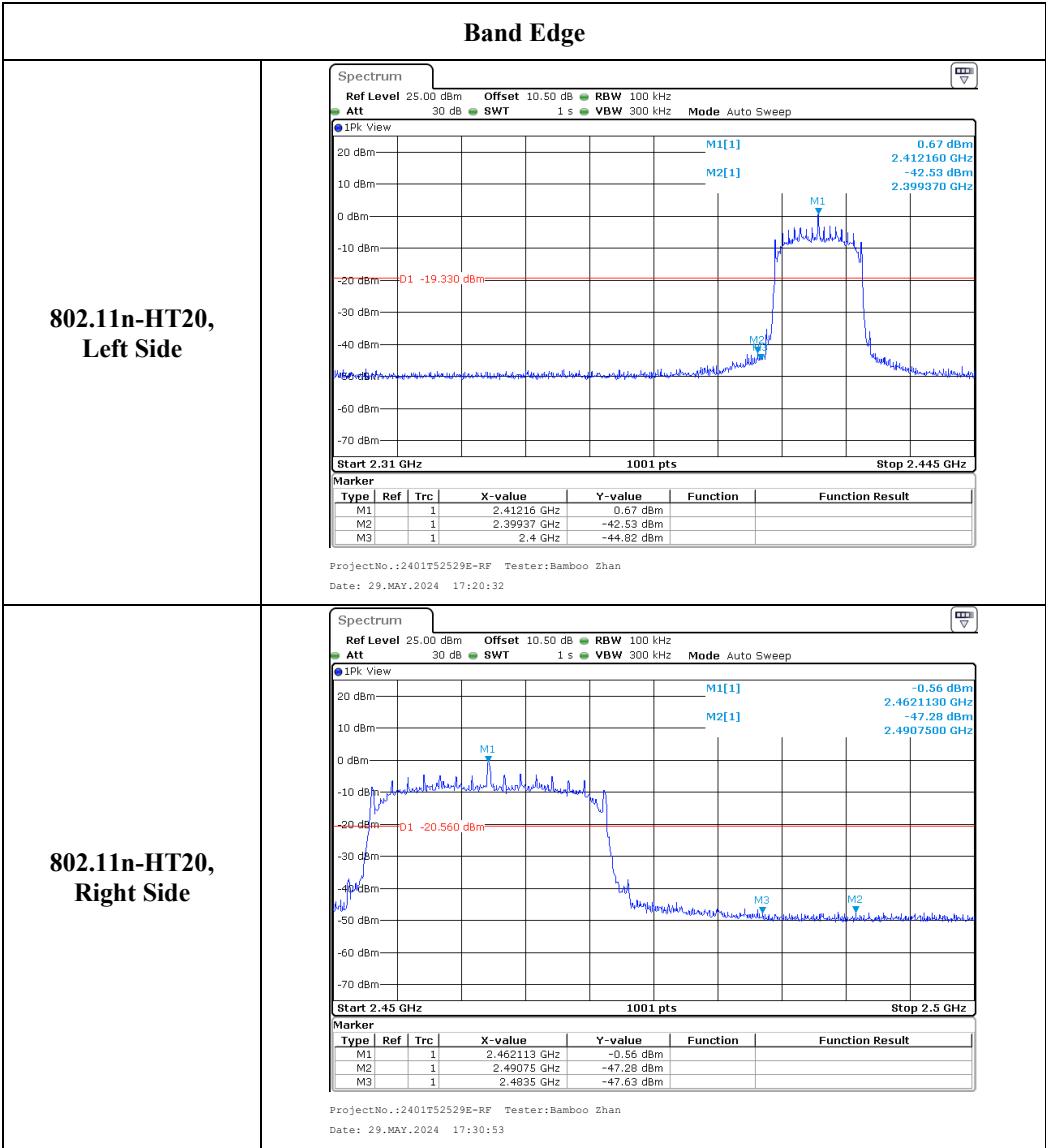 Band Edge
802.11n-HT20,
Left Side
Spectrum
Ref Level 25.00 dBm Offset 10.50 dB RBW 100 kHz
Att 30 dB SWT 1 s VBW 300 kHz Mode Auto Sweep
1Pk View
M1[1] 0.67 dBm
2.412160 GHz
M2[1] -42.53 dBm
2.399370 GHz
20 dBm
10 dBm
M1
0 dBm
-10 dBm
-20 dBm
D1 -19.330 dBm
-30 dBm
-40 dBm
M2
M3
-50 dBm
-60 dBm
-70 dBm
Start 2.31 GHz 1001 pts Stop 2.445 GHz
Marker
Type Ref Trc X-value Y-value Function Function Result
M1 1 2.41216 GHz 0.67 dBm
M2 1 2.39937 GHz -42.53 dBm
M3 1 2.4 GHz -44.82 dBm
ProjectNo.:2401T52529E-RF Tester:Bamboo Zhan
Date: 29.MAY.2024 17:20:32
802.11n-HT20,
Right Side
Spectrum
Ref Level 25.00 dBm Offset 10.50 dB RBW 100 kHz
Att 30 dB SWT 1 s VBW 300 kHz Mode Auto Sweep
1Pk View
M1[1] -0.56 dBm
2.4621130 GHz
M2[1] -47.28 dBm
2.4907500 GHz
20 dBm
10 dBm
M1
0 dBm
-10 dBm
-20 dBm
D1 -20.560 dBm
-30 dBm
-40 dBm
M3 M2
-50 dBm
-60 dBm
-70 dBm
Start 2.45 GHz 1001 pts Stop 2.5 GHz
Marker
Type Ref Trc X-value Y-value Function Function Result
M1 1 2.462113 GHz -0.56 dBm
M2 1 2.49075 GHz -47.28 dBm
M3 1 2.4835 GHz -47.63 dBm
ProjectNo.:2401T52529E-RF Tester:Bamboo Zhan
Date: 29.MAY.2024 17:30:53